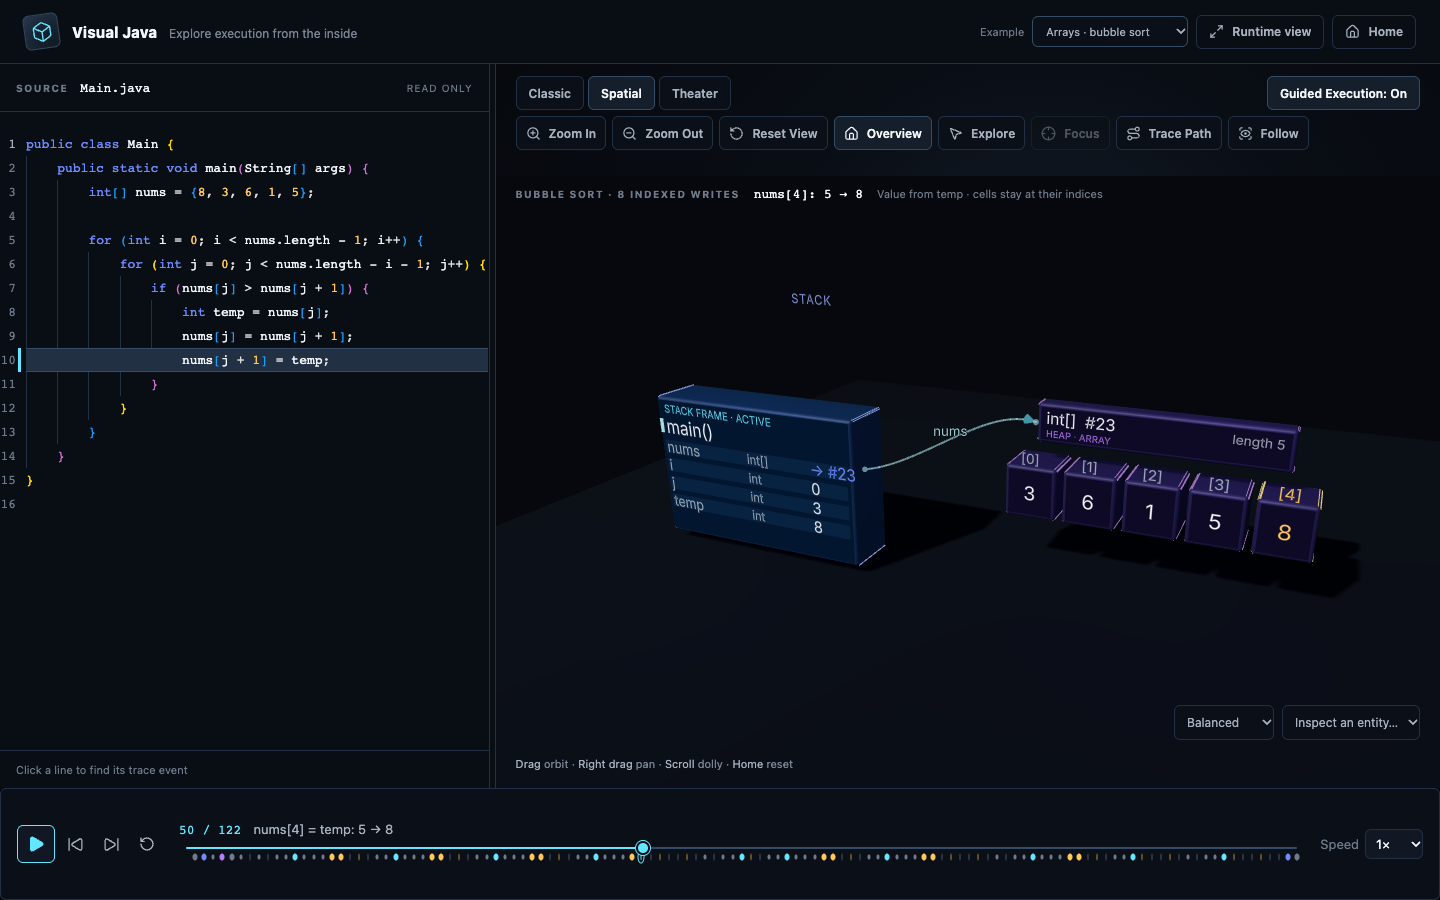 Visual Java Explore execution from the inside
Example Arrays · bubble sort Runtime view Home
SOURCE Main.java READ ONLY
1 public class Main {
2 public static void main(String[] args) {
3 int[] nums = {8, 3, 6, 1, 5};
4
5 for (int i = 0; i < nums.length - 1; i++) {
6 for (int j = 0; j < nums.length - i - 1; j++) {
7 if (nums[j] > nums[j + 1]) {
8 int temp = nums[j];
9 nums[j] = nums[j + 1];
10 nums[j + 1] = temp;
11 }
12 }
13 }
14 }
15 }
16
Click a line to find its trace event
Classic Spatial Theater Guided Execution: On
Zoom In Zoom Out Reset View Overview Explore Focus Trace Path Follow
BUBBLE SORT · 8 INDEXED WRITES nums[4]: 5 → 8 Value from temp · cells stay at their indices
STACK
STACK FRAME · ACTIVE
main()
nums int[] → #23
i int 0
j int 3
temp int 8
nums
int[] #23
HEAP · ARRAY length 5
[0] [1] [2] [3] [4]
3 6 1 5 8
Balanced Inspect an entity...
Drag orbit · Right drag pan · Scroll dolly · Home reset
50 / 122 nums[4] = temp: 5 → 8
Speed 1×